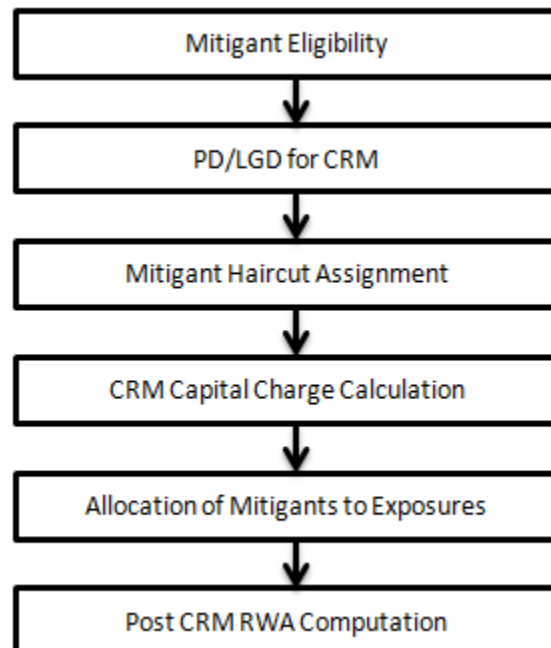 Mitigant Eligibility
PD/LGD for CRM
Mitigant Haircut Assignment
CRM Capital Charge Calculation
Allocation of Mitigants to Exposures
Post CRM RWA Computation